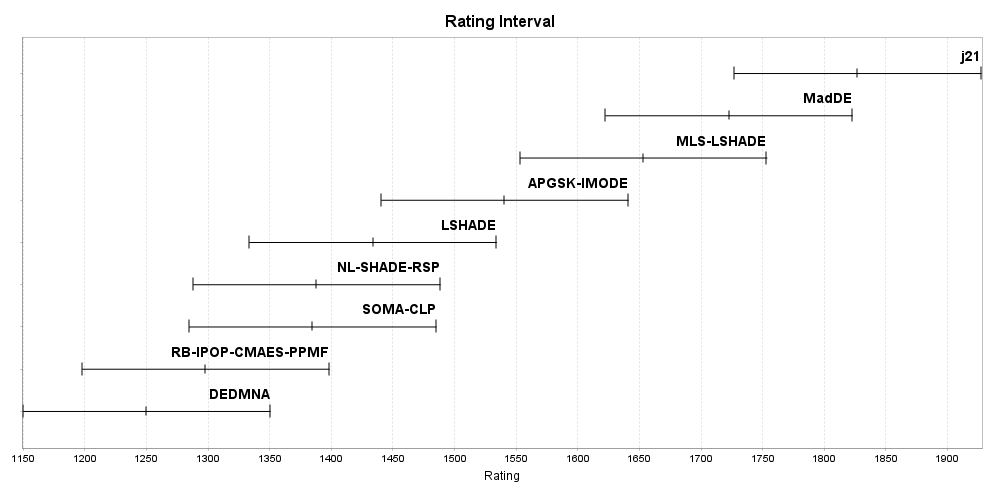 Rating Interval
j21
MadDE
MLS-LSHADE
APGSK-IMODE
LSHADE
NL-SHADE-RSP
SOMA-CLP
RB-IPOP-CMAES-PPMF
DEDMNA
1150 1200 1250 1300 1350 1400 1450 1500 1550 1600 1650 1700 1750 1800 1850 1900
Rating